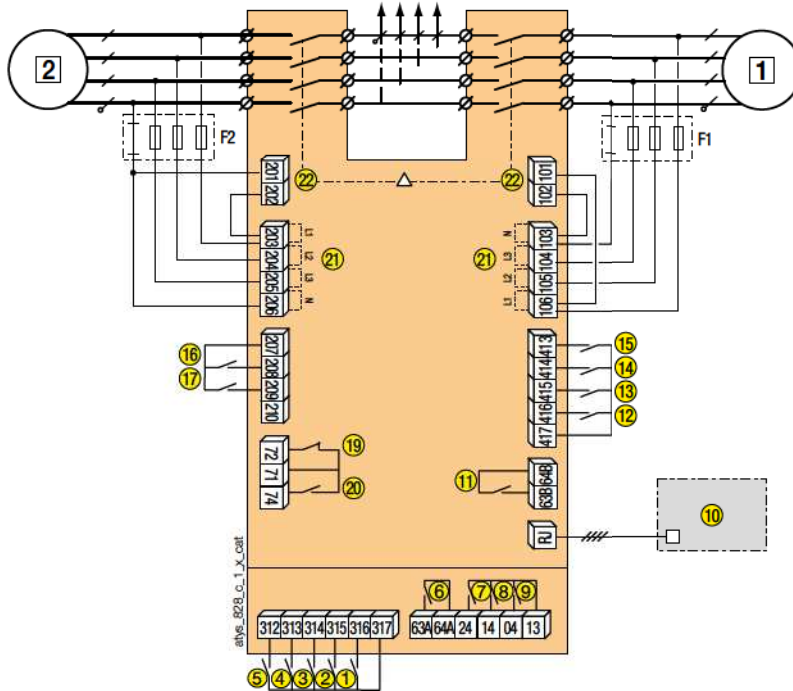 2
1
F2
F1
201
202
22
22
101
102
203
204
205
206
L1
L2
L3
N
21
21
N
L3
L2
L1
103
104
105
106
16
17
207
208
209
210
413
414
415
416
417
15
14
13
12
72
71
74
19
20
11
64B
63B
RJ
10
atys_828_c_1_x_cat
6
7
8
9
312 313 314 315 316 317
63A 64A 24 14 04 13
5 4 3 2 1